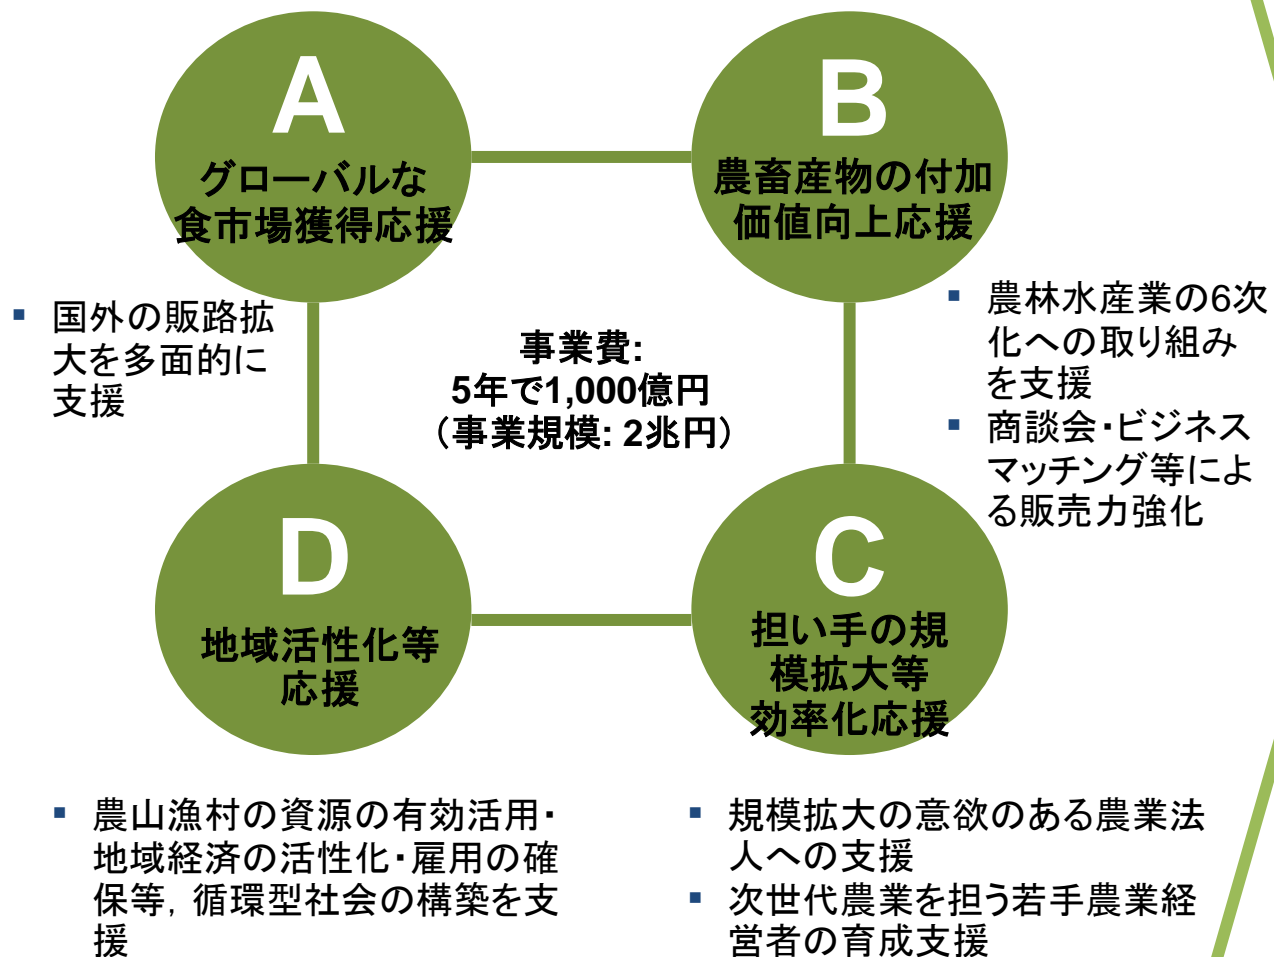 A
グローバルな
食市場獲得応援
B
農畜産物の付加
価値向上応援
▪ 国外の販路拡
大を多面的に
支援
事業費:
5年で1,000億円
（事業規模: 2兆円）
▪ 農林水産業の6次
化への取り組み
を支援
▪ 商談会・ビジネス
マッチング等によ
る販売力強化
D
地域活性化等
応援
C
担い手の規
模拡大等
効率化応援
▪ 農山漁村の資源の有効活用・
地域経済の活性化・雇用の確
保等，循環型社会の構築を支
援
▪ 規模拡大の意欲のある農業法
人への支援
▪ 次世代農業を担う若手農業経
営者の育成支援